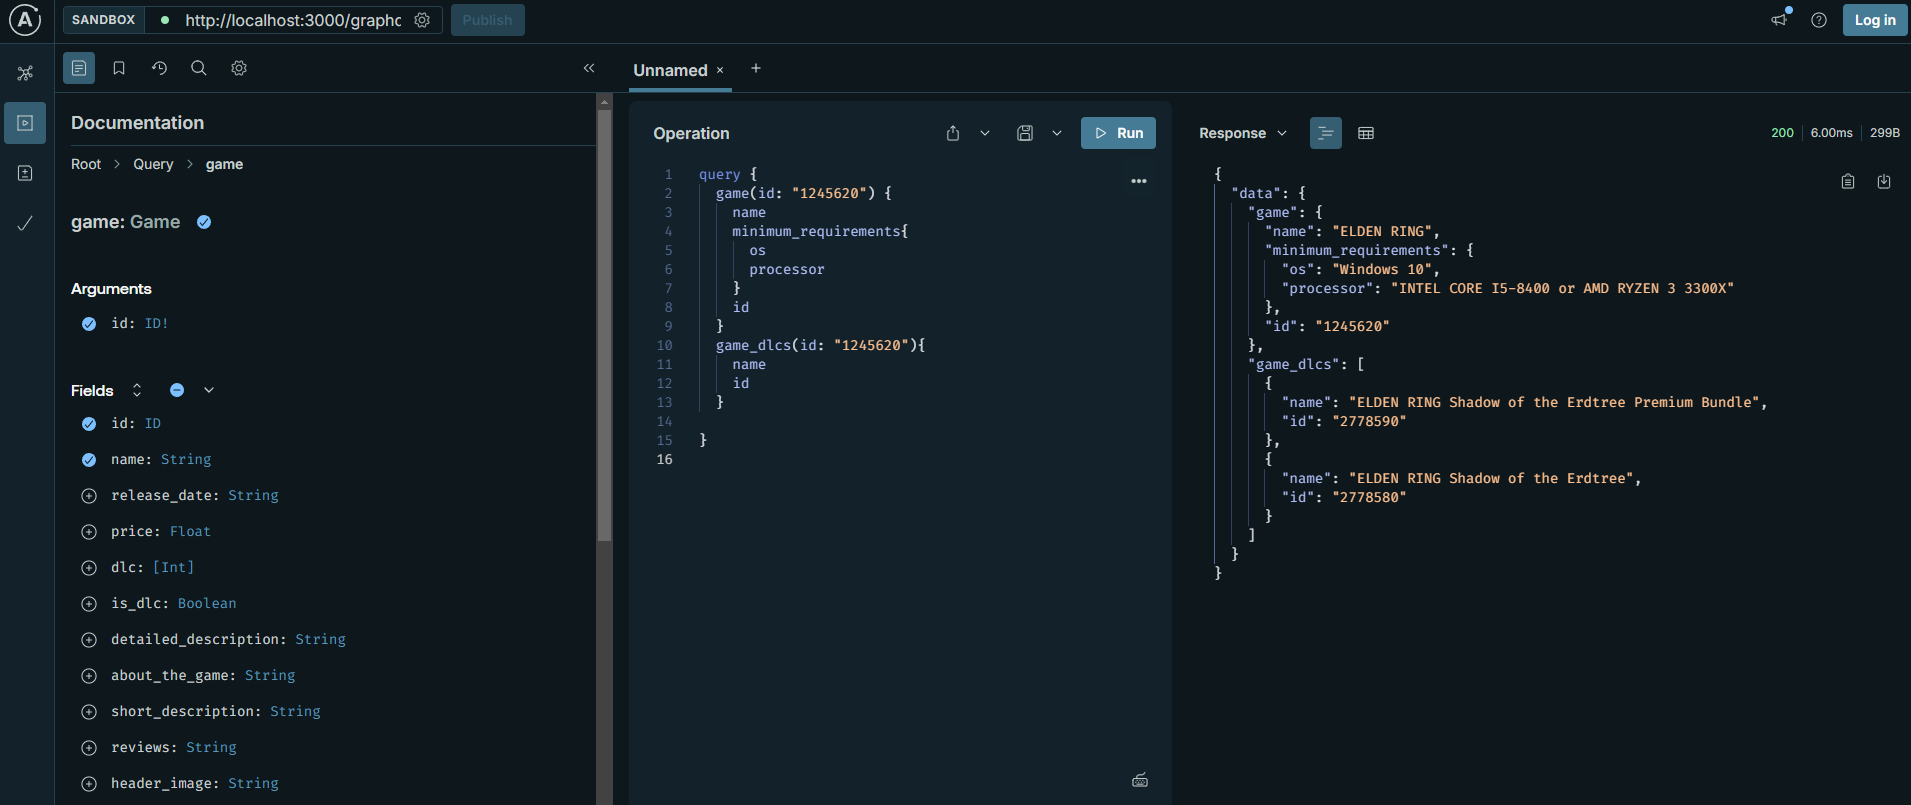 SANDBOX
http://localhost:3000/graphc
Publish
Log in
Unnamed
Documentation
Root > Query > game
game: Game
Arguments
id: ID!
Fields
id: ID
name: String
release_date: String
price: Float
dlc: [Int]
is_dlc: Boolean
detailed_description: String
about_the_game: String
short_description: String
reviews: String
header_image: String
Operation
Run
1 query {
2 game(id: "1245620") {
3 name
4 minimum_requirements{
5 os
6 processor
7 }
8 id
9 }
10 game_dlcs(id: "1245620"){
11 name
12 id
13 }
14
15 }
16
Response
200
6.00ms
299B
{
"data": {
"game": {
"name": "ELDEN RING",
"minimum_requirements": {
"os": "Windows 10",
"processor": "INTEL CORE I5-8400 or AMD RYZEN 3 3300X"
},
"id": "1245620"
},
"game_dlcs": [
{
"name": "ELDEN RING Shadow of the Erdtree Premium Bundle",
"id": "2778590"
},
{
"name": "ELDEN RING Shadow of the Erdtree",
"id": "2778580"
}
]
}
}